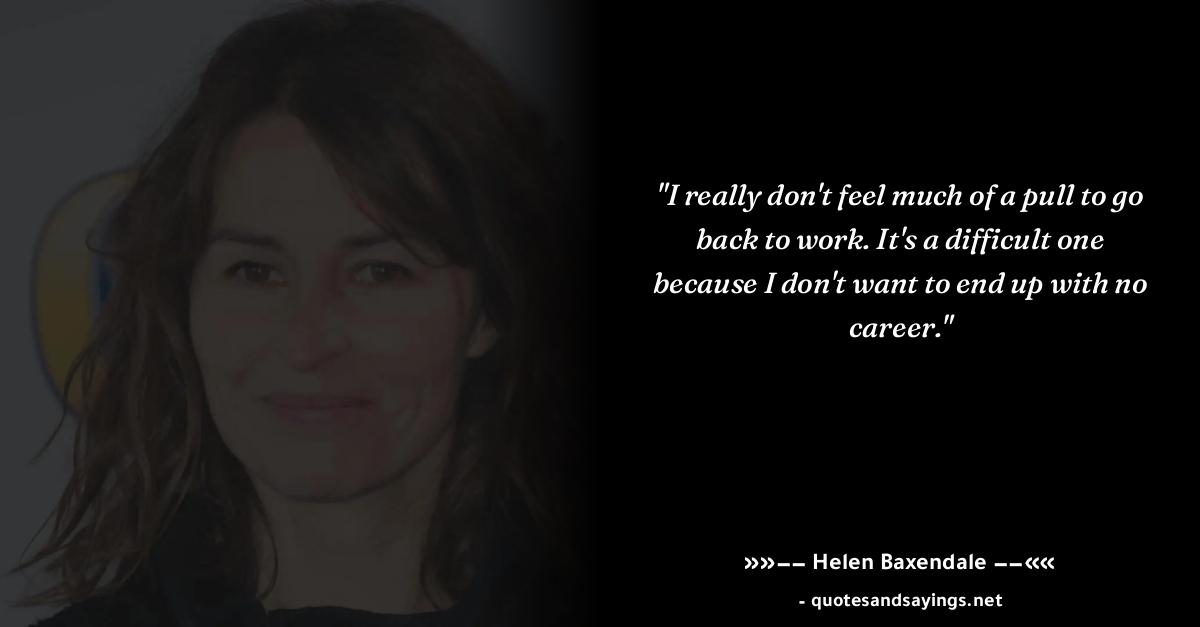 "I really don't feel much of a pull to go
back to work. It's a difficult one
because I don't want to end up with no
career."
»»–– Helen Baxendale ––««
- quotesandsayings.net